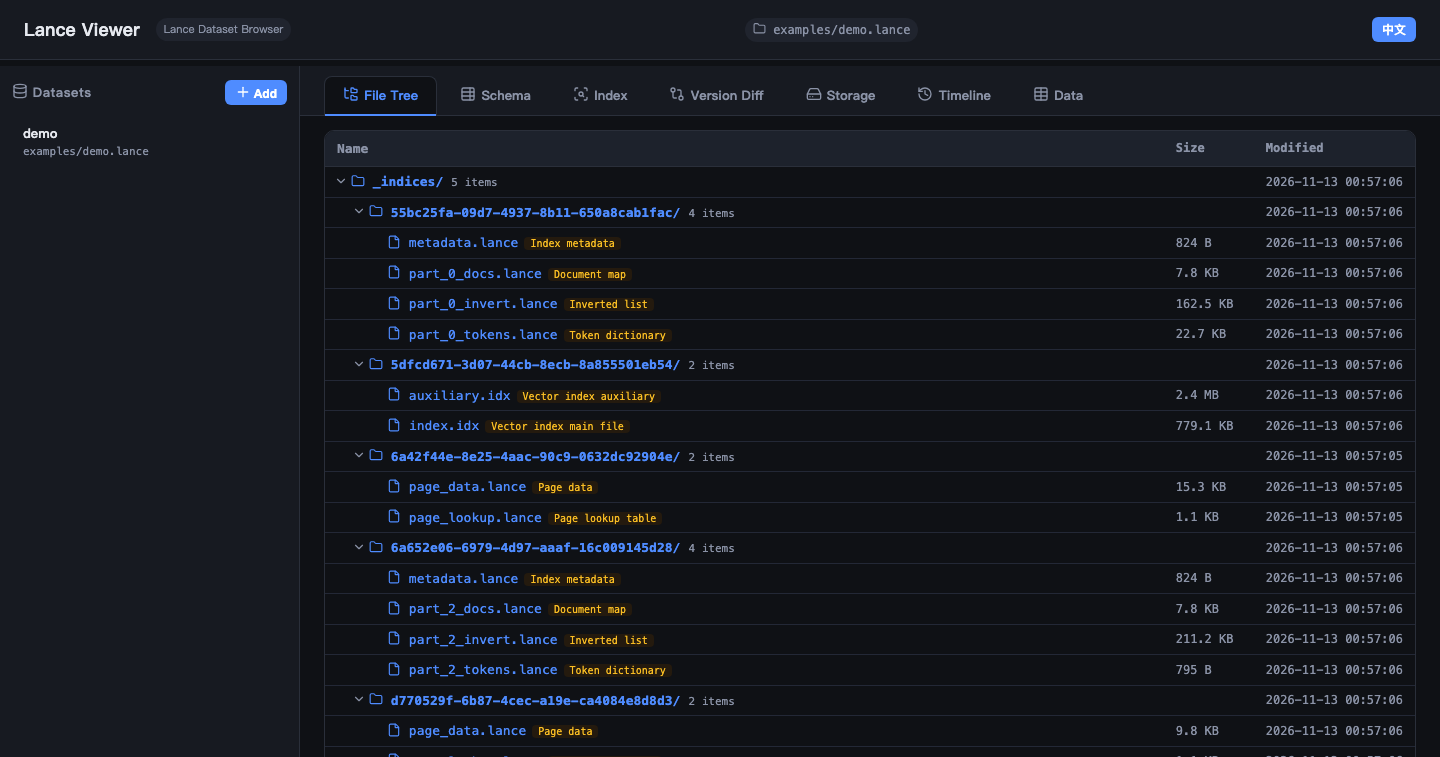 Lance Viewer Lance Dataset Browser examples/demo.lance 中文
Datasets + Add
demo
examples/demo.lance
File Tree Schema Index Version Diff Storage Timeline Data
Name Size Modified
_indices/ 5 items 2026-11-13 00:57:06
55bc25fa-09d7-4937-8b11-650a8cab1fac/ 4 items 2026-11-13 00:57:06
metadata.lance Index metadata 824 B 2026-11-13 00:57:06
part_0_docs.lance Document map 7.8 KB 2026-11-13 00:57:06
part_0_invert.lance Inverted list 162.5 KB 2026-11-13 00:57:06
part_0_tokens.lance Token dictionary 22.7 KB 2026-11-13 00:57:06
5dfcd671-3d07-44cb-8ecb-8a855501eb54/ 2 items 2026-11-13 00:57:06
auxiliary.idx Vector index auxiliary 2.4 MB 2026-11-13 00:57:06
index.idx Vector index main file 779.1 KB 2026-11-13 00:57:06
6a42f44e-8e25-4aac-90c9-0632dc92904e/ 2 items 2026-11-13 00:57:05
page_data.lance Page data 15.3 KB 2026-11-13 00:57:05
page_lookup.lance Page lookup table 1.1 KB 2026-11-13 00:57:05
6a652e06-6979-4d97-aaaf-16c009145d28/ 4 items 2026-11-13 00:57:06
metadata.lance Index metadata 824 B 2026-11-13 00:57:06
part_2_docs.lance Document map 7.8 KB 2026-11-13 00:57:06
part_2_invert.lance Inverted list 211.2 KB 2026-11-13 00:57:06
part_2_tokens.lance Token dictionary 795 B 2026-11-13 00:57:06
d770529f-6b87-4cec-a19e-ca4084e8d8d3/ 2 items 2026-11-13 00:57:06
page_data.lance Page data 9.8 KB 2026-11-13 00:57:06